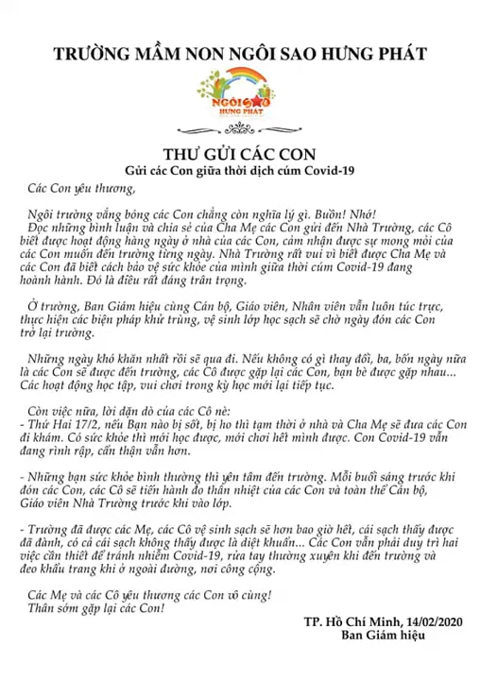 TRƯỜNG MẦM NON NGÔI SAO HƯNG PHÁT
NGÔI SAO
HƯNG PHÁT
THƯ GỬI CÁC CON
Gửi các Con giữa thời dịch cúm Covid-19
Các Con yêu thương,
Ngôi trường vắng bóng các Con chẳng còn nghĩa lý gì. Buồn! Nhớ!
Đọc những bình luận và chia sẻ của Cha Mẹ các Con gửi đến Nhà Trường, các Cô
biết được hoạt động hàng ngày ở nhà của các Con, cảm nhận được sự mong mỏi của
các Con muốn đến trường từng ngày. Nhà Trường rất vui vì biết được Cha Mẹ và
các Con đã biết cách bảo vệ sức khỏe của mình giữa thời cúm Covid-19 đang
hoành hành. Đó là điều rất đáng trân trọng.
Ở trường, Ban Giám hiệu cùng Cán bộ, Giáo viên, Nhân viên vẫn luôn túc trực,
thực hiện các biện pháp khử trùng, vệ sinh lớp học sạch sẽ chờ ngày đón các Con
trở lại trường.
Những ngày khó khăn nhất rồi sẽ qua đi. Nếu không có gì thay đổi, ba, bốn ngày nữa
là các Con sẽ được đến trường, các Cô được gặp lại các Con, bạn bè được gặp nhau...
Các hoạt động học tập, vui chơi trong kỳ học mới lại tiếp tục.
Còn việc nữa, lời dặn dò của các Cô nè:
- Thứ Hai 17/2, nếu Bạn nào bị sốt, bị ho thì tạm thời ở nhà và Cha Mẹ sẽ đưa các Con
đi khám. Có sức khỏe thì mới học được, mới chơi hết mình được. Con Covid-19 vẫn
đang rình rập, cẩn thận vẫn hơn.
- Những bạn sức khỏe bình thường thì yên tâm đến trường. Mỗi buổi sáng trước khi
đón các Con, các Cô sẽ tiến hành đo thân nhiệt của các Con và toàn thể Cán bộ,
Giáo viên Nhà Trường trước khi vào lớp.
- Trường đã được các Mẹ, các Cô vệ sinh sạch sẽ hơn bao giờ hết, cái sạch thấy được
đã đành, có cả cái sạch không thấy được là diệt khuẩn... Các Con vẫn phải duy trì hai
việc cần thiết để tránh nhiễm Covid-19, rửa tay thường xuyên khi đến trường và
đeo khẩu trang khi ở ngoài đường, nơi công cộng.
Các Mẹ và các Cô yêu thương các Con vô cùng!
Thân sớm gặp lại các Con!
TP. Hồ Chí Minh, 14/02/2020
Ban Giám hiệu